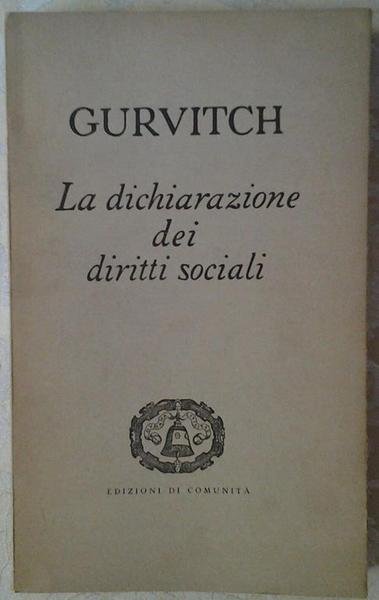 GURVITCH
La dichiarazione
dei
diritti sociali
EDIZIONI DI COMUNITÀ